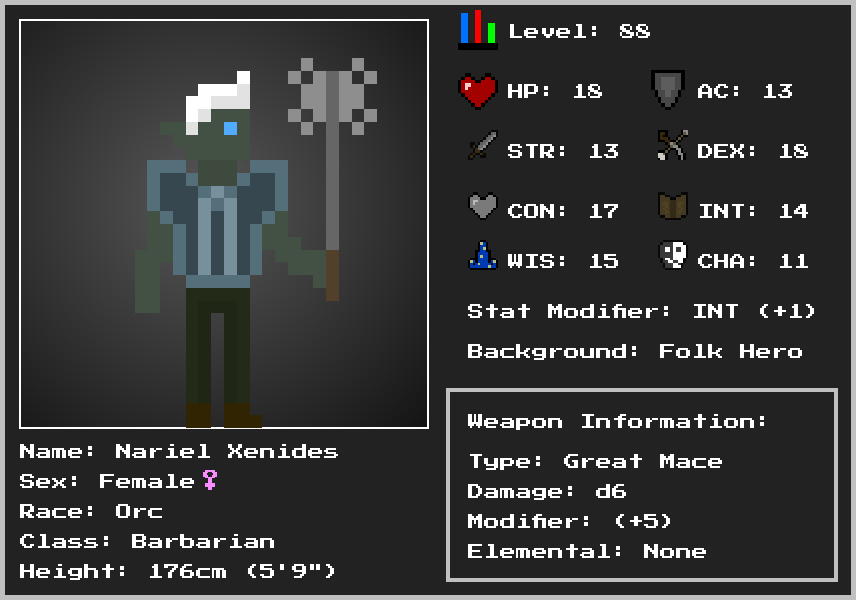 Level: 88
HP: 18
AC: 13
STR: 13
DEX: 18
CON: 17
INT: 14
WIS: 15
CHA: 11
Stat Modifier: INT (+1)
Background: Folk Hero
Weapon Information:
Type: Great Mace
Damage: d6
Modifier: (+5)
Elemental: None
Name: Nariel Xenides
Sex: Female♀
Race: Orc
Class: Barbarian
Height: 176cm (5'9")